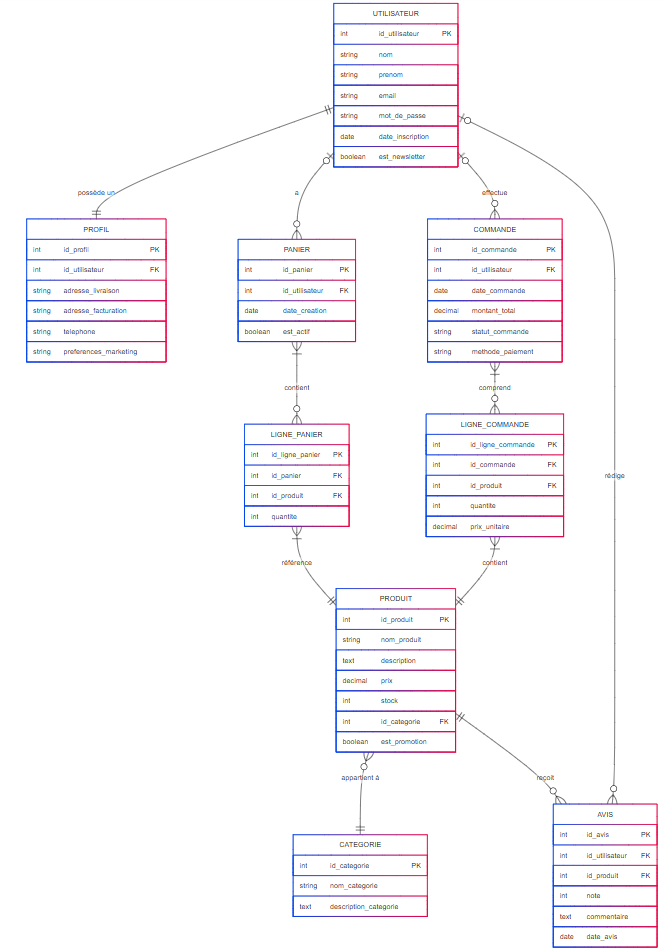 UTILISATEUR
int id_utilisateur PK
string nom
string prenom
string email
string mot_de_passe
date date_inscription
boolean est_newsletter
possède un
a
effectue
PROFIL
int id_profil PK
int id_utilisateur FK
string adresse_livraison
string adresse_facturation
string telephone
string preferences_marketing
PANIER
int id_panier PK
int id_utilisateur FK
date date_creation
boolean est_actif
COMMANDE
int id_commande PK
int id_utilisateur FK
date date_commande
decimal montant_total
string statut_commande
string methode_paiement
contient
comprend
LIGNE_PANIER
int id_ligne_panier PK
int id_panier FK
int id_produit FK
int quantite
LIGNE_COMMANDE
int id_ligne_commande PK
int id_commande FK
int id_produit FK
int quantite
decimal prix_unitaire
rédige
référence
contient
PRODUIT
int id_produit PK
string nom_produit
text description
decimal prix
int stock
int id_categorie FK
boolean est_promotion
appartient à
reçoit
CATEGORIE
int id_categorie PK
string nom_categorie
text description_categorie
AVIS
int id_avis PK
int id_utilisateur FK
int id_produit FK
int note
text commentaire
date date_avis